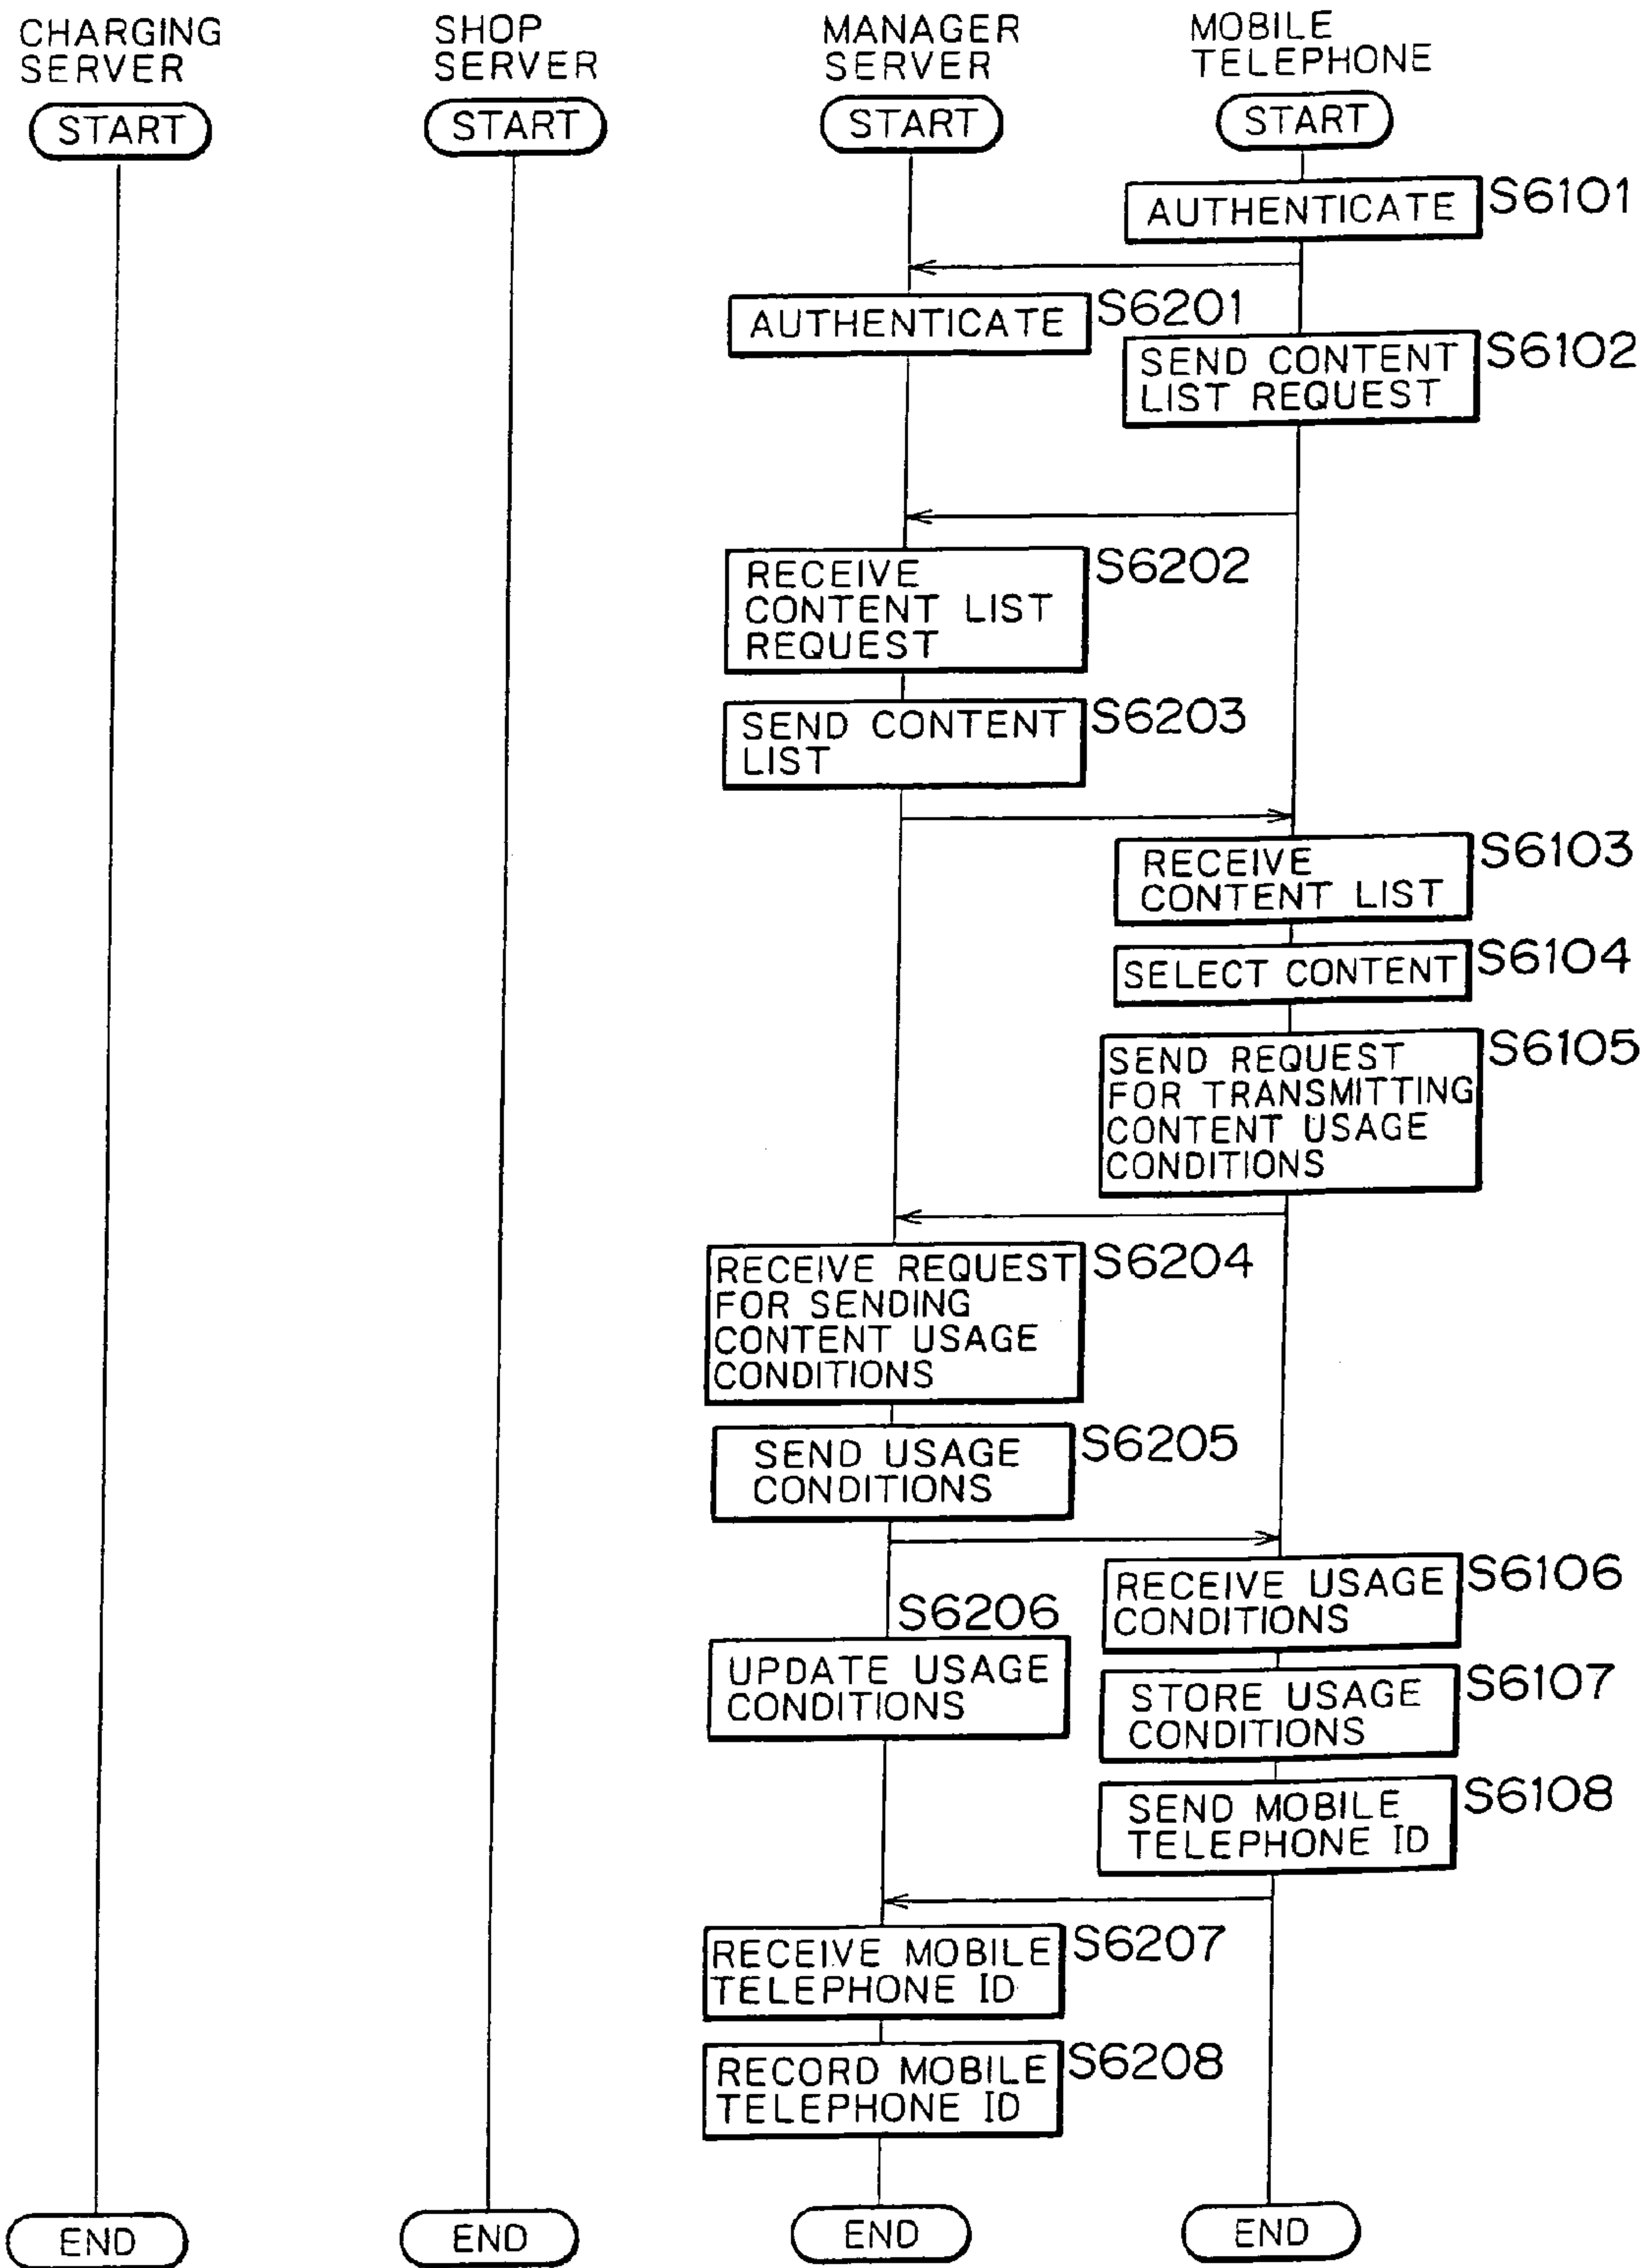 CHARGING
SERVER
SHOP
SERVER
MANAGER
SERVER
MOBILE
TELEPHONE
START
START
START
START
AUTHENTICATE
S6101
AUTHENTICATE
S6201
SEND CONTENT
LIST REQUEST
S6102
RECEIVE
CONTENT LIST
REQUEST
S6202
SEND CONTENT
LIST
S6203
RECEIVE
CONTENT LIST
S6103
SELECT CONTENT
S6104
SEND REQUEST
FOR TRANSMITTING
CONTENT USAGE
CONDITIONS
S6105
RECEIVE REQUEST
FOR SENDING
CONTENT USAGE
CONDITIONS
S6204
SEND USAGE
CONDITIONS
S6205
RECEIVE USAGE
CONDITIONS
S6106
S6206
UPDATE USAGE
CONDITIONS
STORE USAGE
CONDITIONS
S6107
SEND MOBILE
TELEPHONE ID
S6108
RECEIVE MOBILE
TELEPHONE ID
S6207
RECORD MOBILE
TELEPHONE ID
S6208
END
END
END
END